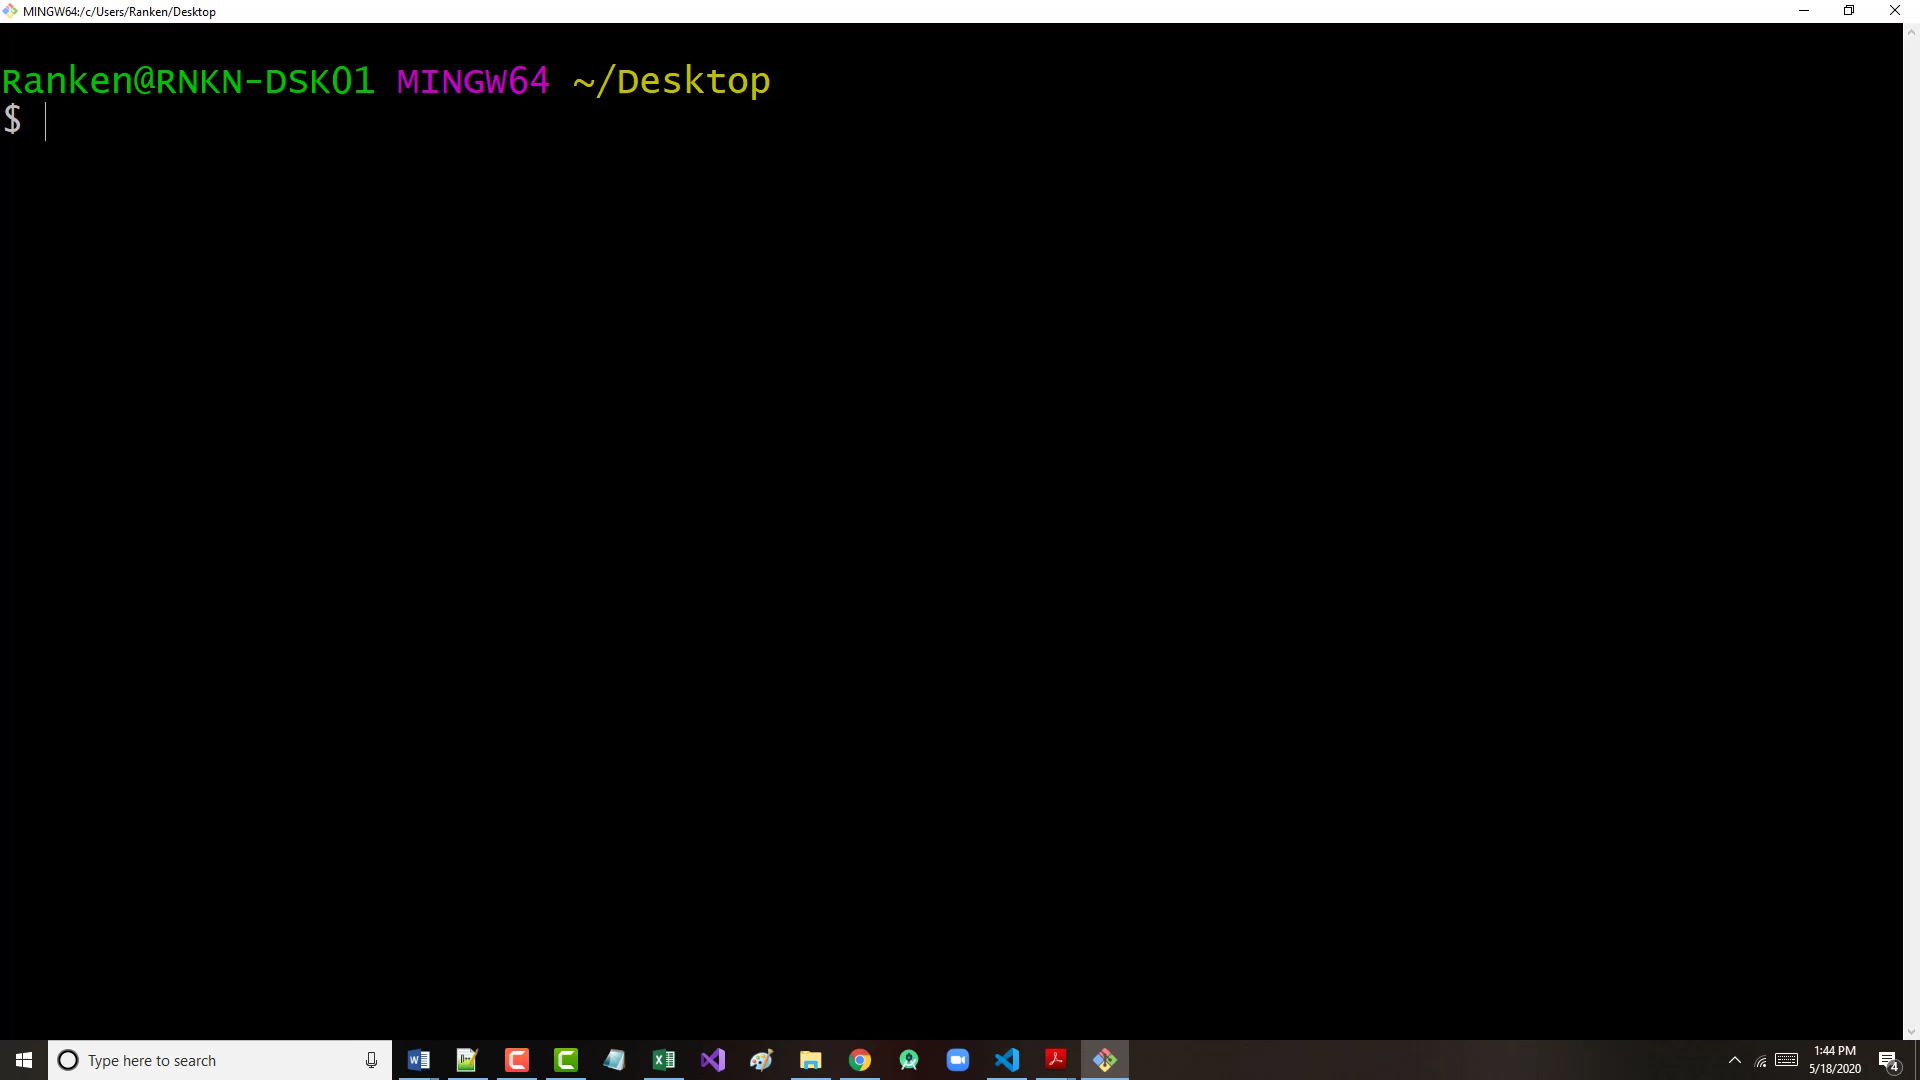 MINGW64:/c/Users/Ranken/Desktop
Ranken@RNKN-DSK01 MINGW64 ~/Desktop
$
Type here to search
1:44 PM
5/18/2020
4